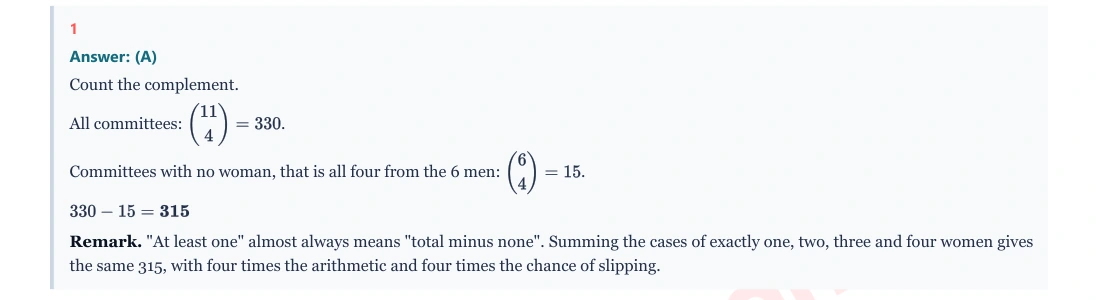 1
Answer: (A)
Count the complement.
All committees: $\binom{11}{4} = 330$.
Committees with no woman, that is all four from the 6 men: $\binom{6}{4} = 15$.
330 − 15 = 315
Remark. "At least one" almost always means "total minus none". Summing the cases of exactly one, two, three and four women gives
the same 315, with four times the arithmetic and four times the chance of slipping.